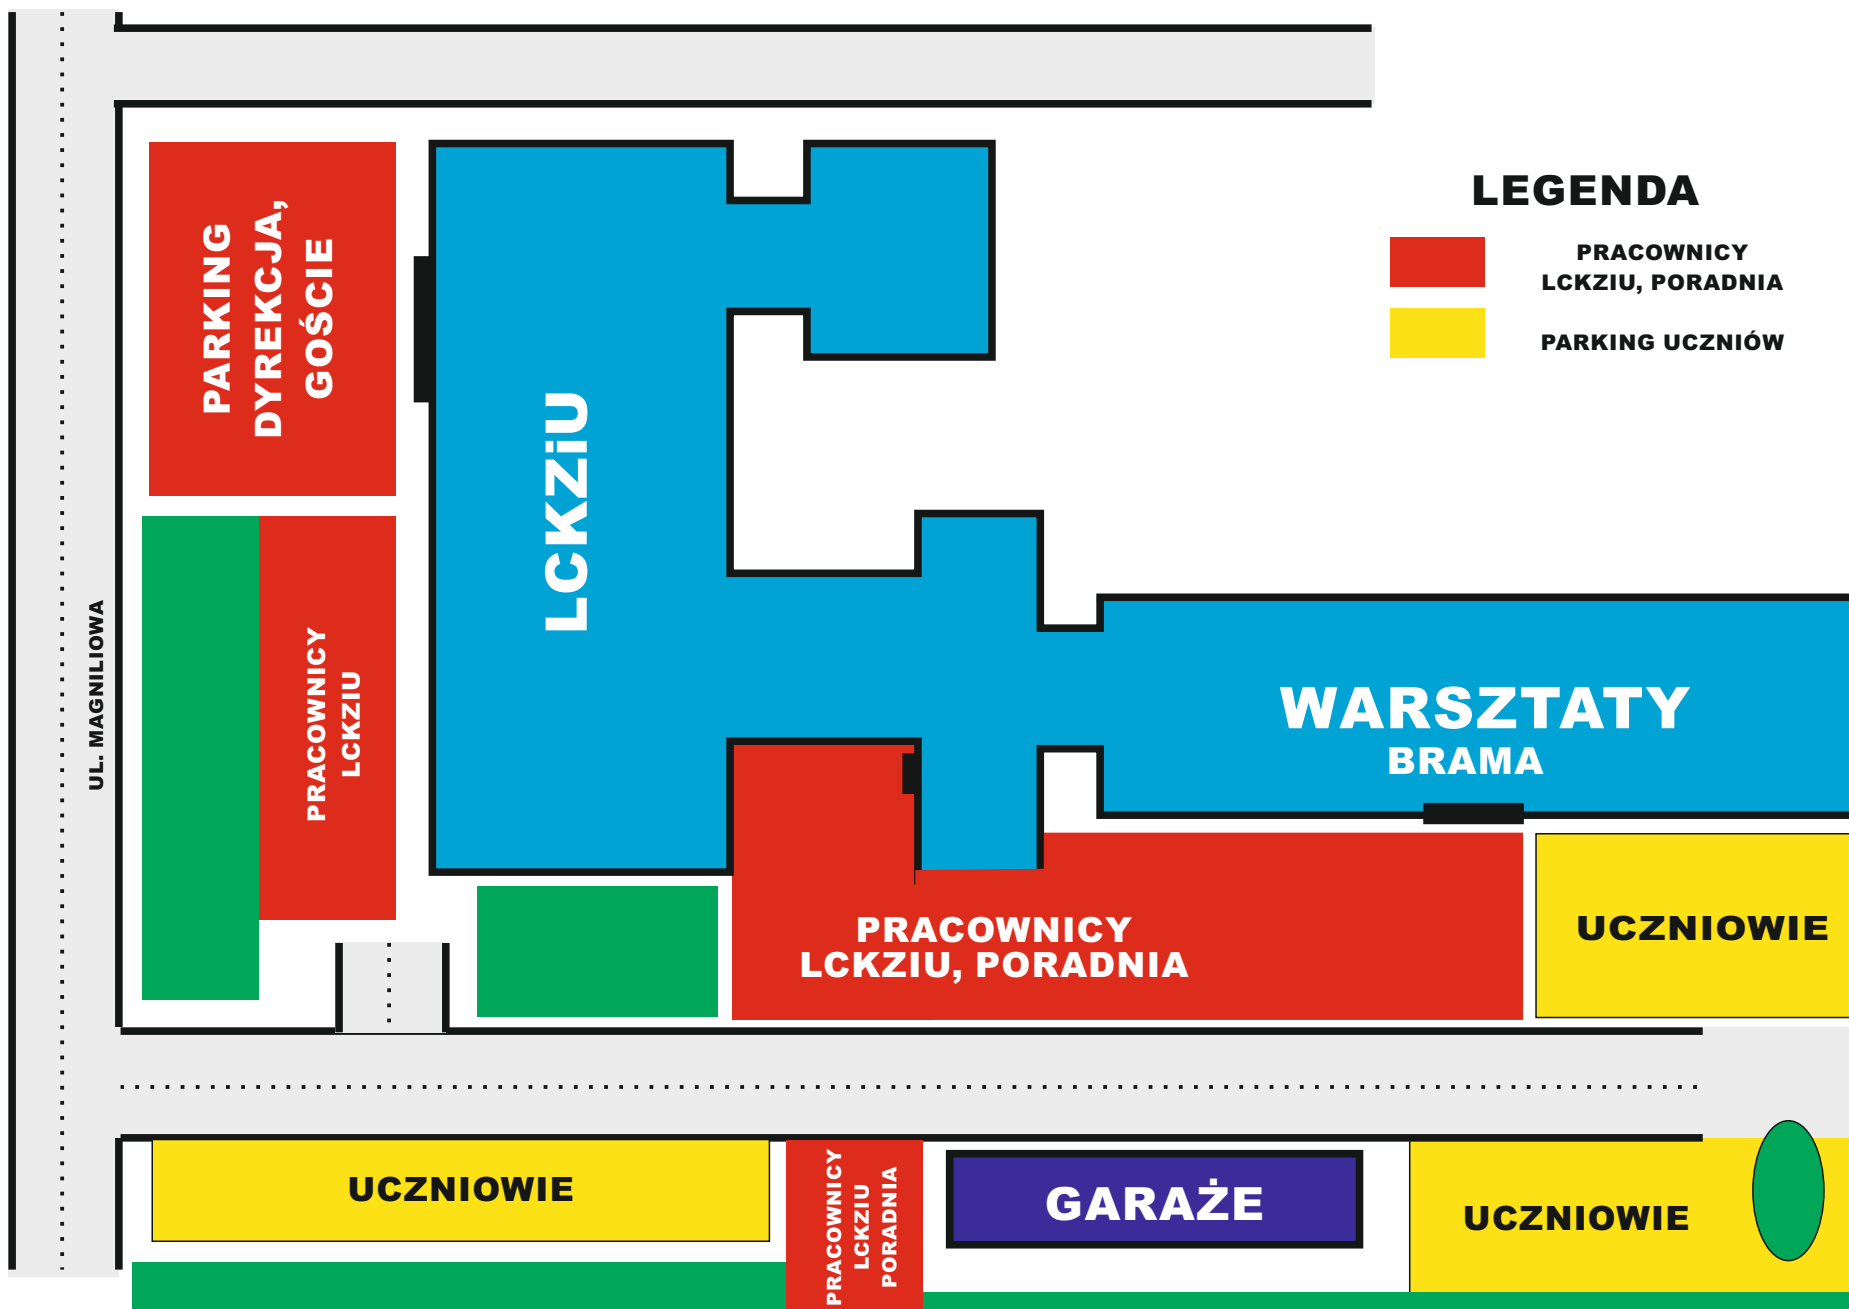 PARKING
DYREKCJA,
GOŚCIE
LEGENDA
PRACOWNICY
LCKZIU, PORADNIA
PARKING UCZNIÓW
LCKZiU
UL. MAGNILIOWA
PRACOWNICY
LCKZIU
WARSZTATY
BRAMA
PRACOWNICY
LCKZIU, PORADNIA
UCZNIOWIE
UCZNIOWIE
PRACOWNICY
LCKZIU
PORADNIA
GARAŻE
UCZNIOWIE